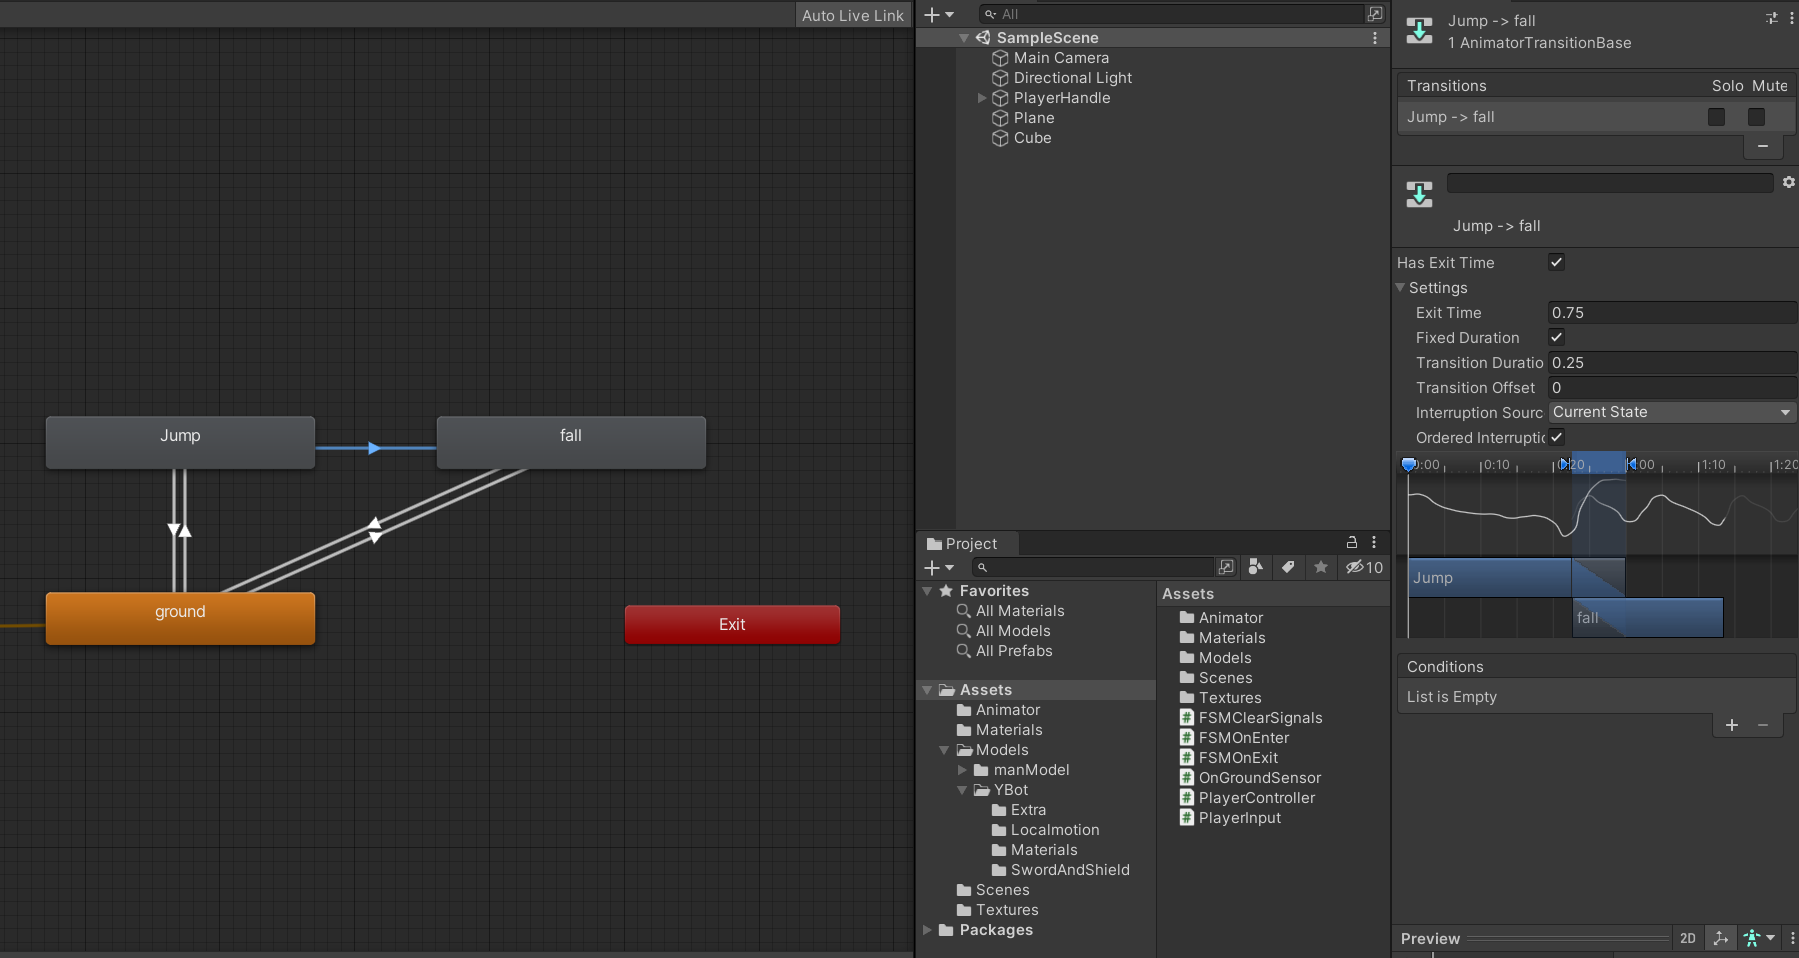 Auto Live Link
Jump
fall
ground
Exit
All
SampleScene
Main Camera
Directional Light
PlayerHandle
Plane
Cube
Project
10
Favorites
All Materials
All Models
All Prefabs
Assets
Animator
Materials
Models
manModel
YBot
Extra
Localmotion
Materials
SwordAndShield
Scenes
Textures
Packages
Assets
Animator
Materials
Models
Scenes
Textures
FSMClearSignals
FSMOnEnter
FSMOnExit
OnGroundSensor
PlayerController
PlayerInput
Jump -> fall
1 AnimatorTransitionBase
Transitions Solo Mute
Jump -> fall
Jump -> fall
Has Exit Time
Settings
Exit Time 0.75
Fixed Duration
Transition Duratio 0.25
Transition Offset 0
Interruption Sourc Current State
Ordered Interruptic
:00 0:10 0:20 :00 1:10 1:20
Jump
fall
Conditions
List is Empty
Preview 2D